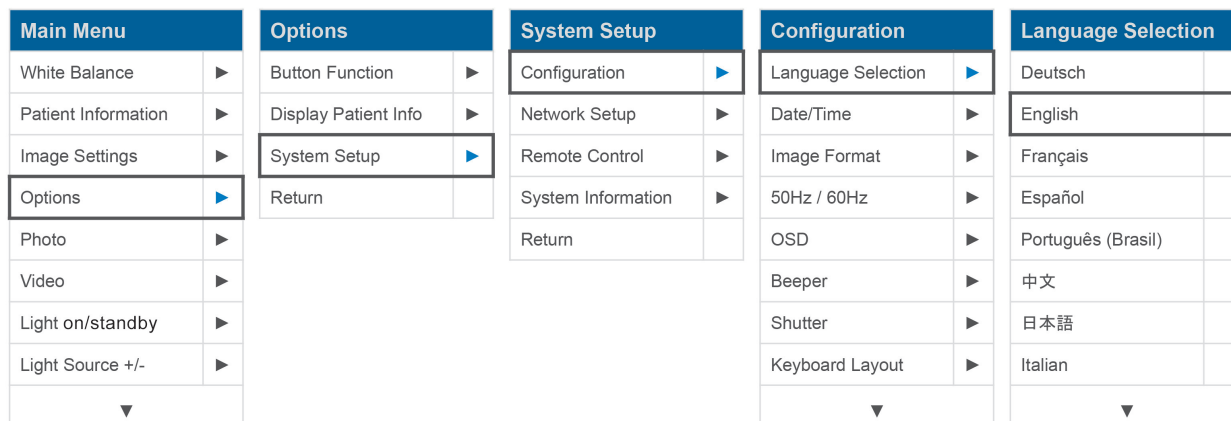 Main Menu
White Balance ►
Patient Information ►
Image Settings ►
Options ►
Photo ►
Video ►
Light on/standby ►
Light Source +/- ►
▼
Options
Button Function ►
Display Patient Info ►
System Setup ►
Return
System Setup
Configuration ►
Network Setup ►
Remote Control ►
System Information ►
Return
Configuration
Language Selection ►
Date/Time ►
Image Format ►
50Hz / 60Hz ►
OSD ►
Beeper ►
Shutter ►
Keyboard Layout ►
▼
Language Selection
Deutsch
English
Français
Español
Português (Brasil)
中文
日本語
Italian
▼